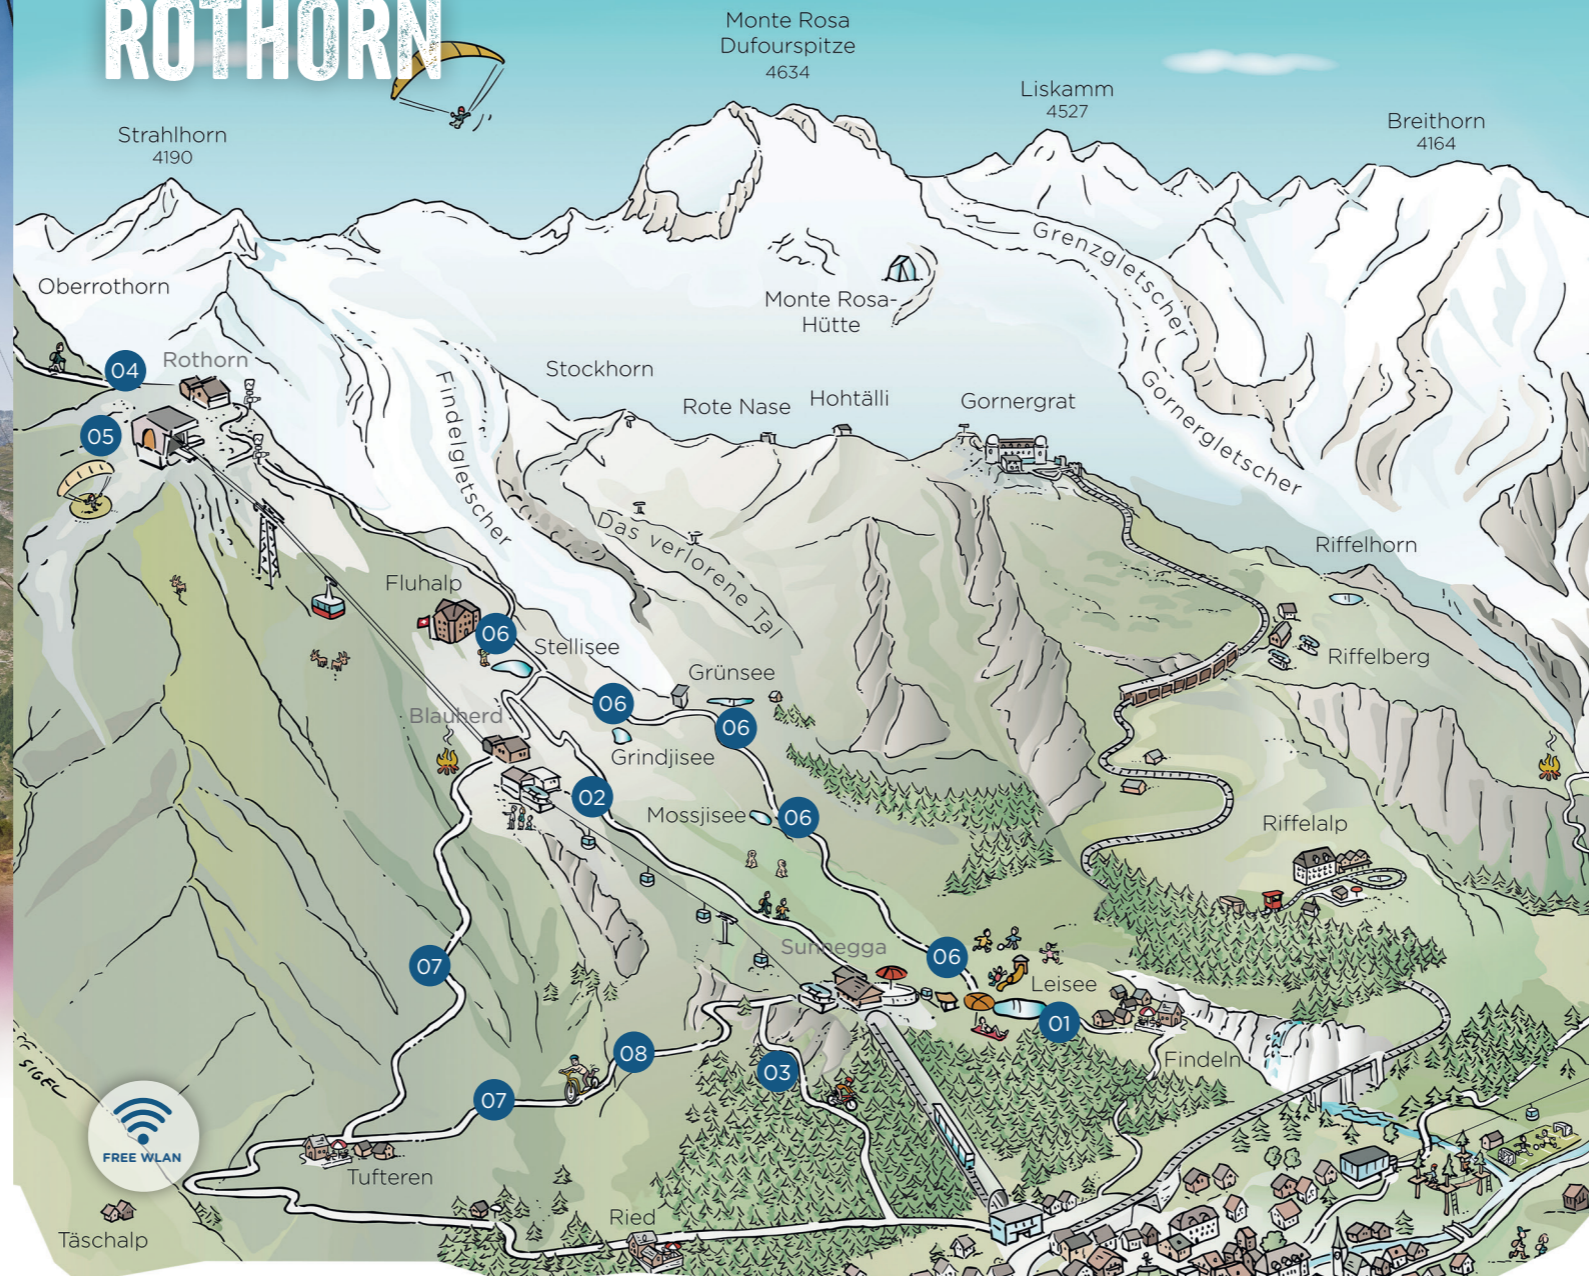 ROTHORN
Monte Rosa
Dufourspitze
4634
Liskamm
4527
Breithorn
4164
Strahlhorn
4190
Oberrothorn
Grenzgletscher
Monte Rosa-
Hütte
04
Rothorn
Stockhorn
Findelgletscher
Rote Nase
Hohtälli
Gornergrat
Gornergletscher
05
Das verlorene Tal
Riffelhorn
Fluhalp
06
Stellisee
Riffelberg
Grünsee
06
06
Blauherd
Grindjisee
02
Mossjisee
06
Riffelalp
07
Sunnegga
06
Leisee
01
08
Findeln
03
07
SIGEL
FREE WLAN
Tufteren
Ried
Täschalp